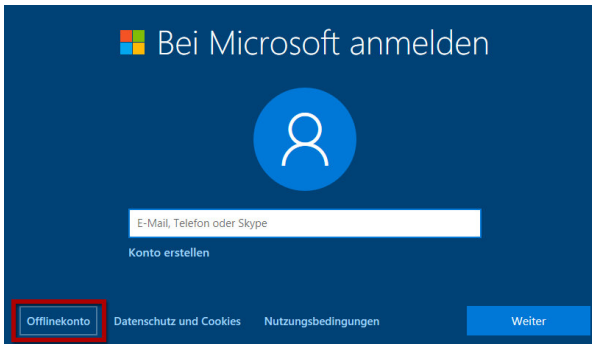 Bei Microsoft anmelden
E-Mail, Telefon oder Skype
Konto erstellen
Offlinekonto Datenschutz und Cookies Nutzungsbedingungen Weiter